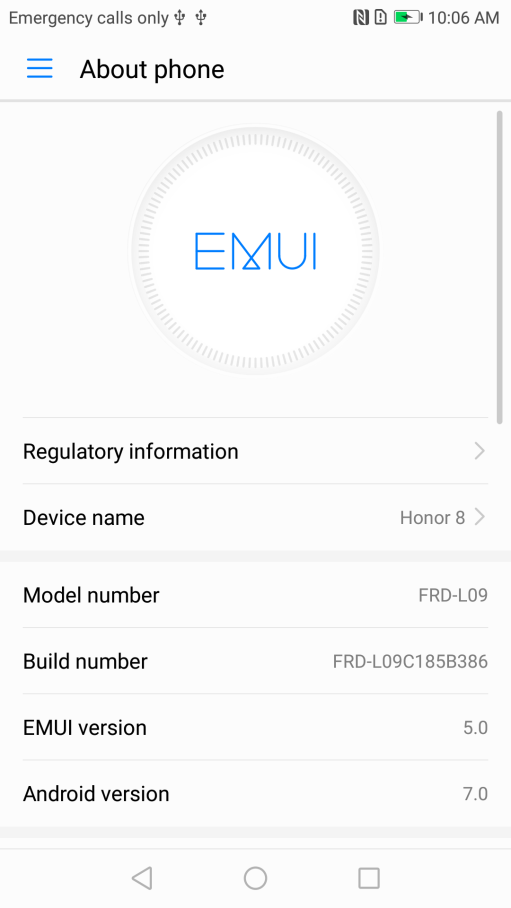 Emergency calls only 10:06 AM
About phone
EMUI
Regulatory information
Device name Honor 8
Model number FRD-L09
Build number FRD-L09C185B386
EMUI version 5.0
Android version 7.0